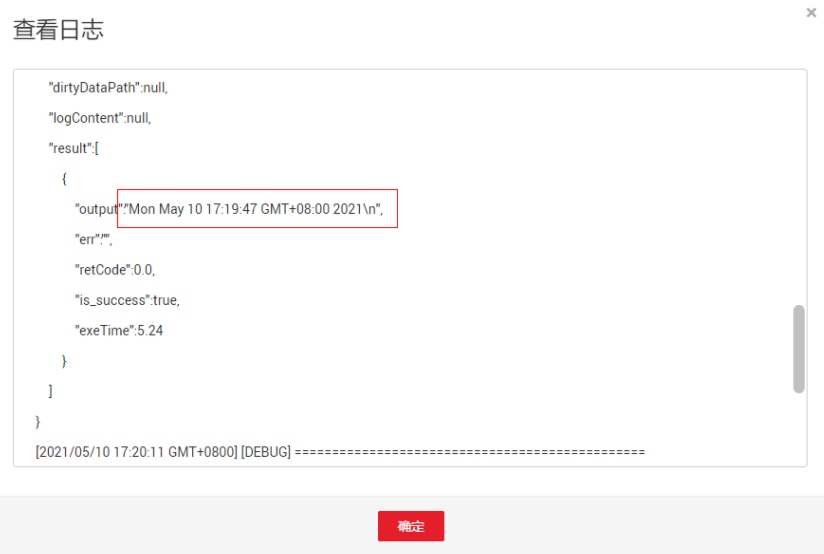 ×
查看日志
"dirtyDataPath":null,
"logContent":null,
"result":[
{
"output":"Mon May 10 17:19:47 GMT+08:00 2021\n",
"err":"",
"retCode":0.0,
"is_success":true,
"exeTime":5.24
}
]
}
[2021/05/10 17:20:11 GMT+0800] [DEBUG] ===============================================
确定